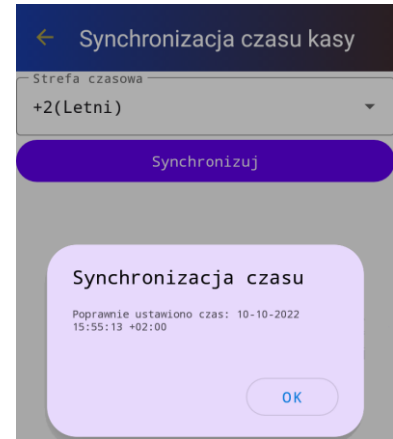 Synchronizacja czasu kasy
Strefa czasowa
+2(Letni)
Synchronizuj
Synchronizacja czasu
Poprawnie ustawiono czas: 10-10-2022
15:55:13 +02:00
OK